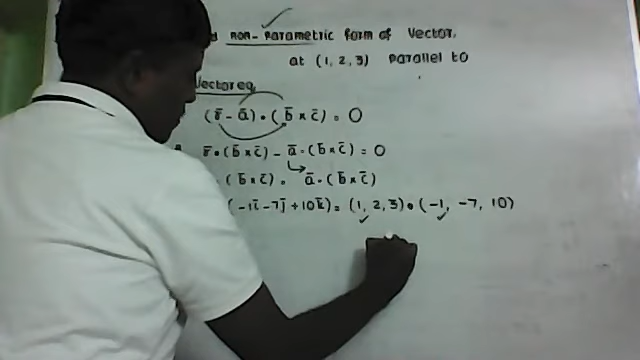 non-parametric form of Vector.
at (1, 2, 3) parallel to
Vector eq.
(r̄ - ā) • (b̄ × c̄) = 0
r̄ • (b̄ × c̄) - ā • (b̄ × c̄) = 0
• (b̄ × c̄) = ā • (b̄ × c̄)
(-1ī - 7j̄ + 10k̄) = (1, 2, 3) • (-1, -7, 10)